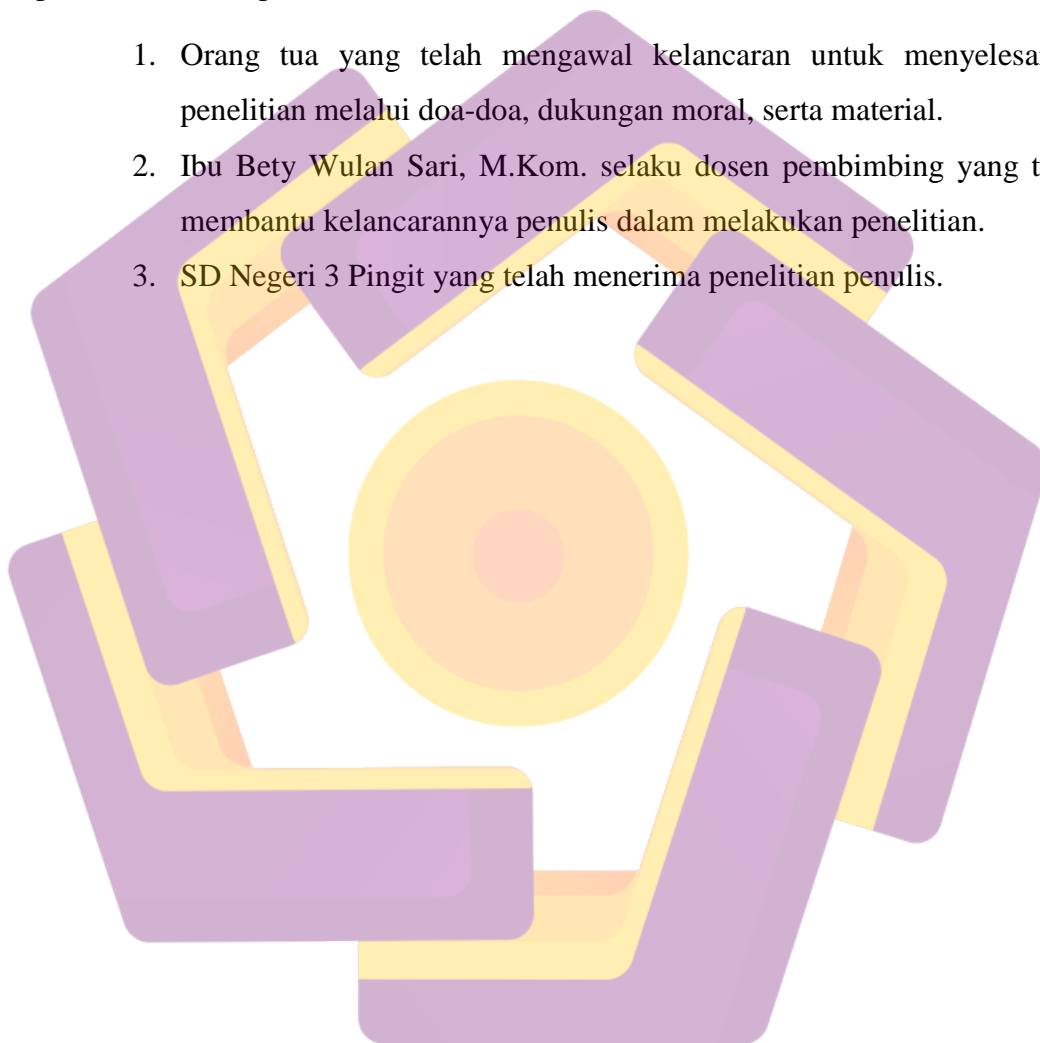 1. Orang tua yang telah mengawal kelancaran untuk menyelesa
penelitian melalui doa-doa, dukungan moral, serta material.
2. Ibu Bety Wulan Sari, M.Kom. selaku dosen pembimbing yang t
membantu kelancarannya penulis dalam melakukan penelitian.
3. SD Negeri 3 Pingit yang telah menerima penelitian penulis.